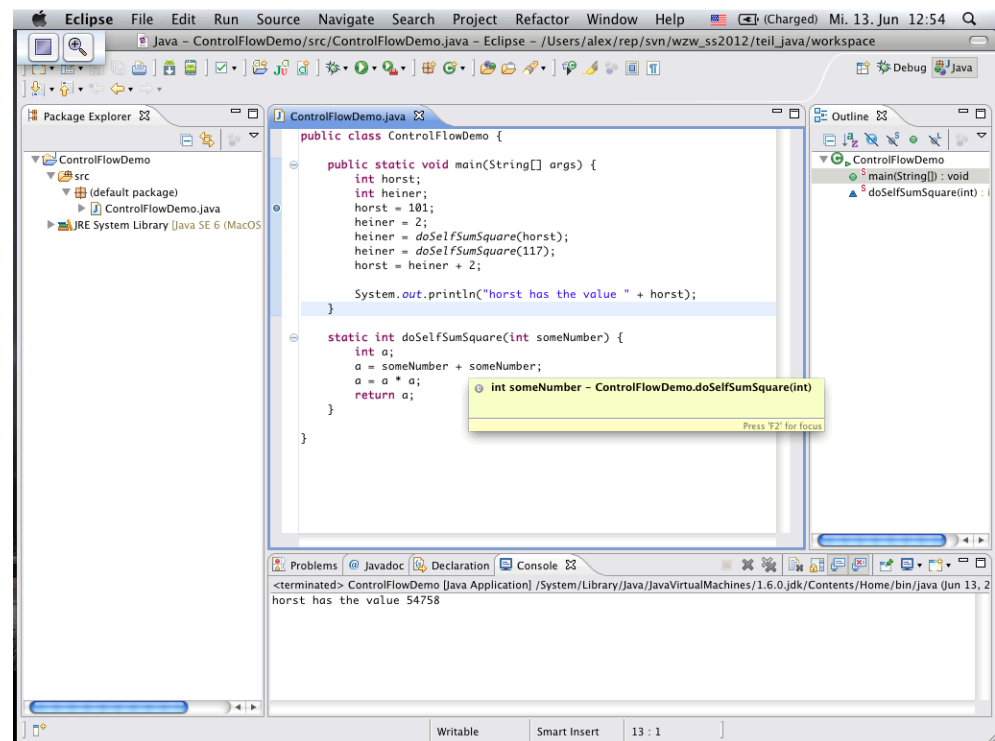 Eclipse File Edit Run Source Navigate Search Project Refactor Window Help (Charged) Mi. 13. Jun 12:54
Java – ControlFlowDemo/src/ControlFlowDemo.java – Eclipse – /Users/alex/rep/svn/wzw_ss2012/teil_java/workspace
Debug Java
Package Explorer
ControlFlowDemo
src
(default package)
ControlFlowDemo.java
JRE System Library [Java SE 6 (MacOS
ControlFlowDemo.java
public class ControlFlowDemo {
public static void main(String[] args) {
int horst;
int heiner;
horst = 101;
heiner = 2;
heiner = doSelfSumSquare(horst);
heiner = doSelfSumSquare(117);
horst = heiner + 2;
System.out.println("horst has the value " + horst);
}
static int doSelfSumSquare(int someNumber) {
int a;
a = someNumber + someNumber;
a = a * a;
return a;
}
}
int someNumber – ControlFlowDemo.doSelfSumSquare(int)
Press 'F2' for focus
Outline
ControlFlowDemo
main(String[]) : void
doSelfSumSquare(int) : i
Problems Javadoc Declaration Console
<terminated> ControlFlowDemo [Java Application] /System/Library/Java/JavaVirtualMachines/1.6.0.jdk/Contents/Home/bin/java (Jun 13, 2
horst has the value 54758
Writable Smart Insert 13 : 1